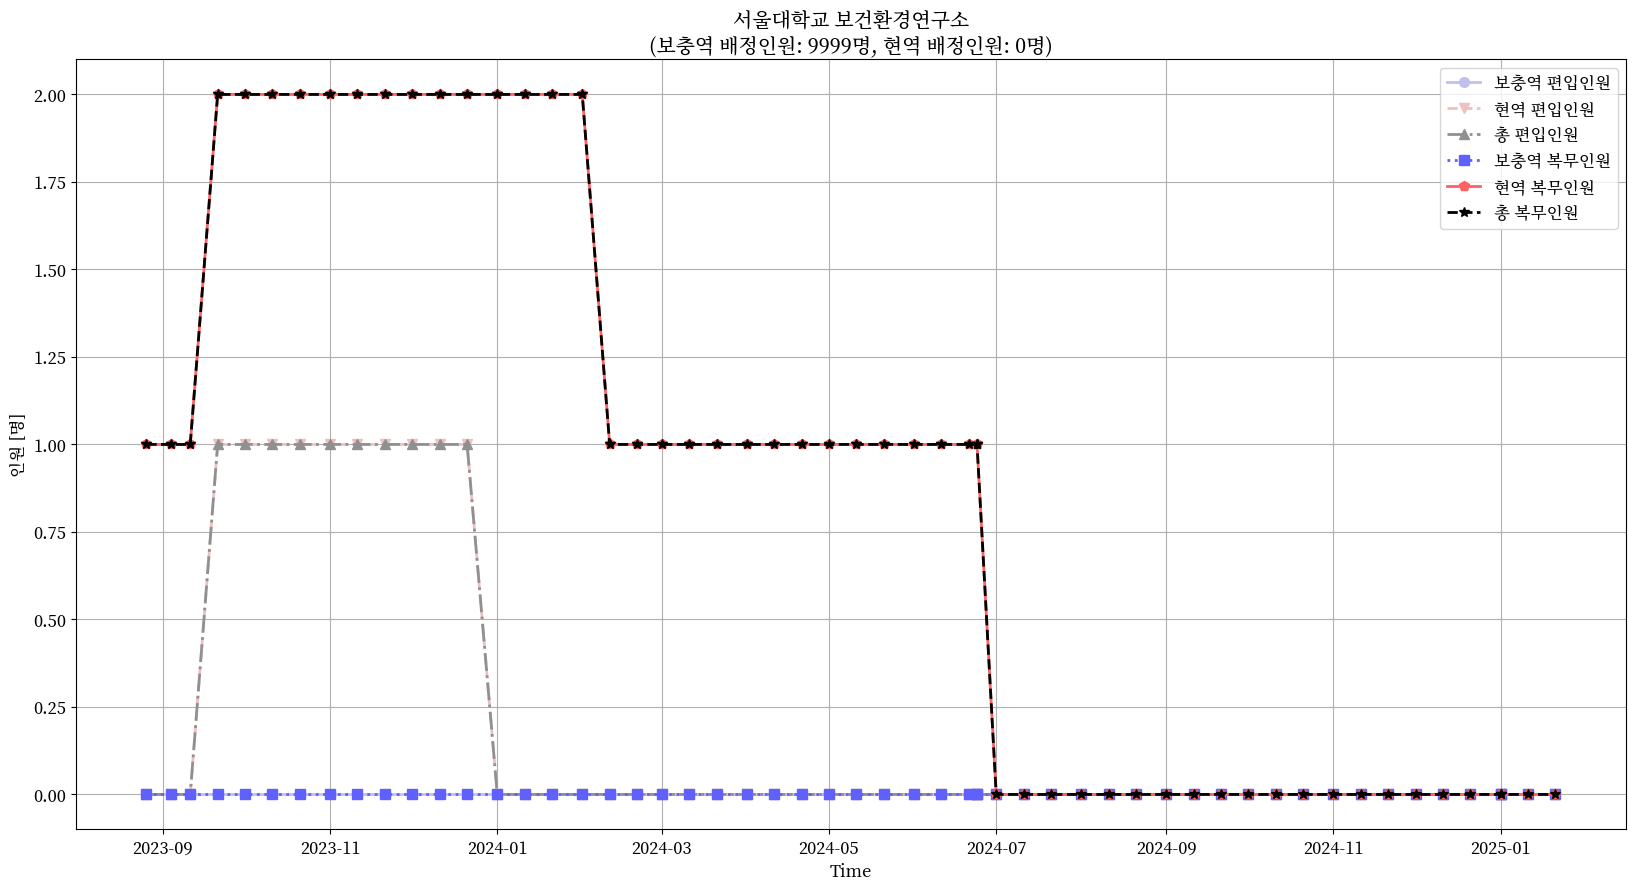 서울대학교 보건환경연구소
(보충역 배정인원: 9999명, 현역 배정인원: 0명)
보충역 편입인원
현역 편입인원
총 편입인원
보충역 복무인원
현역 복무인원
총 복무인원
인원 [명]
2.00
1.75
1.50
1.25
1.00
0.75
0.50
0.25
0.00
2023-09
2023-11
2024-01
2024-03
2024-05
2024-07
2024-09
2024-11
2025-01
Time